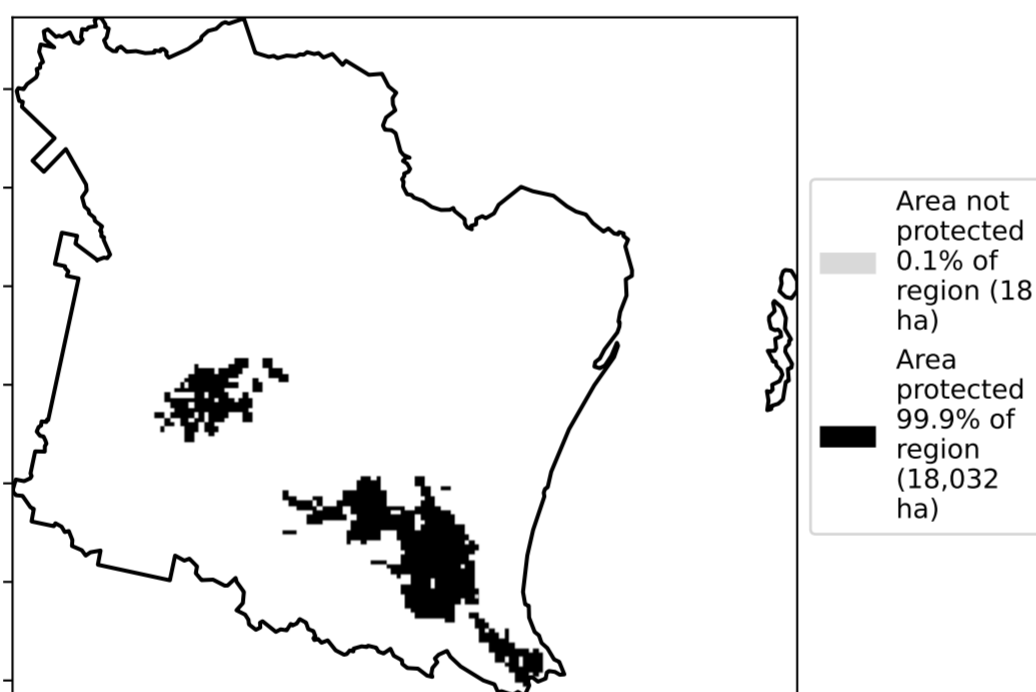 Area not
protected
0.1% of
region (18
ha)
Area
protected
99.9% of
region
(18,032
ha)